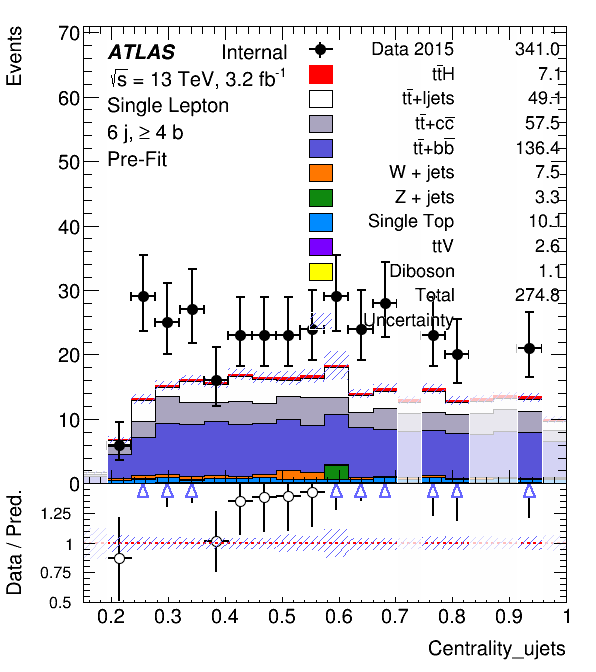 Events
70
60
50
40
30
20
10
0
ATLAS Internal
√s = 13 TeV, 3.2 fb-1
Single Lepton
6 j, ≥ 4 b
Pre-Fit
Data 2015 341.0
tt̄H 7.1
tt̄+ljets 49.1
tt̄+cc̄ 57.5
tt̄+bb̄ 136.4
W + jets 7.5
Z + jets 3.3
Single Top 10.1
ttV 2.6
Diboson 1.1
Total 274.8
Uncertainty
Data / Pred.
1.25
1
0.75
0.5
0.2 0.3 0.4 0.5 0.6 0.7 0.8 0.9 1
Centrality_ujets